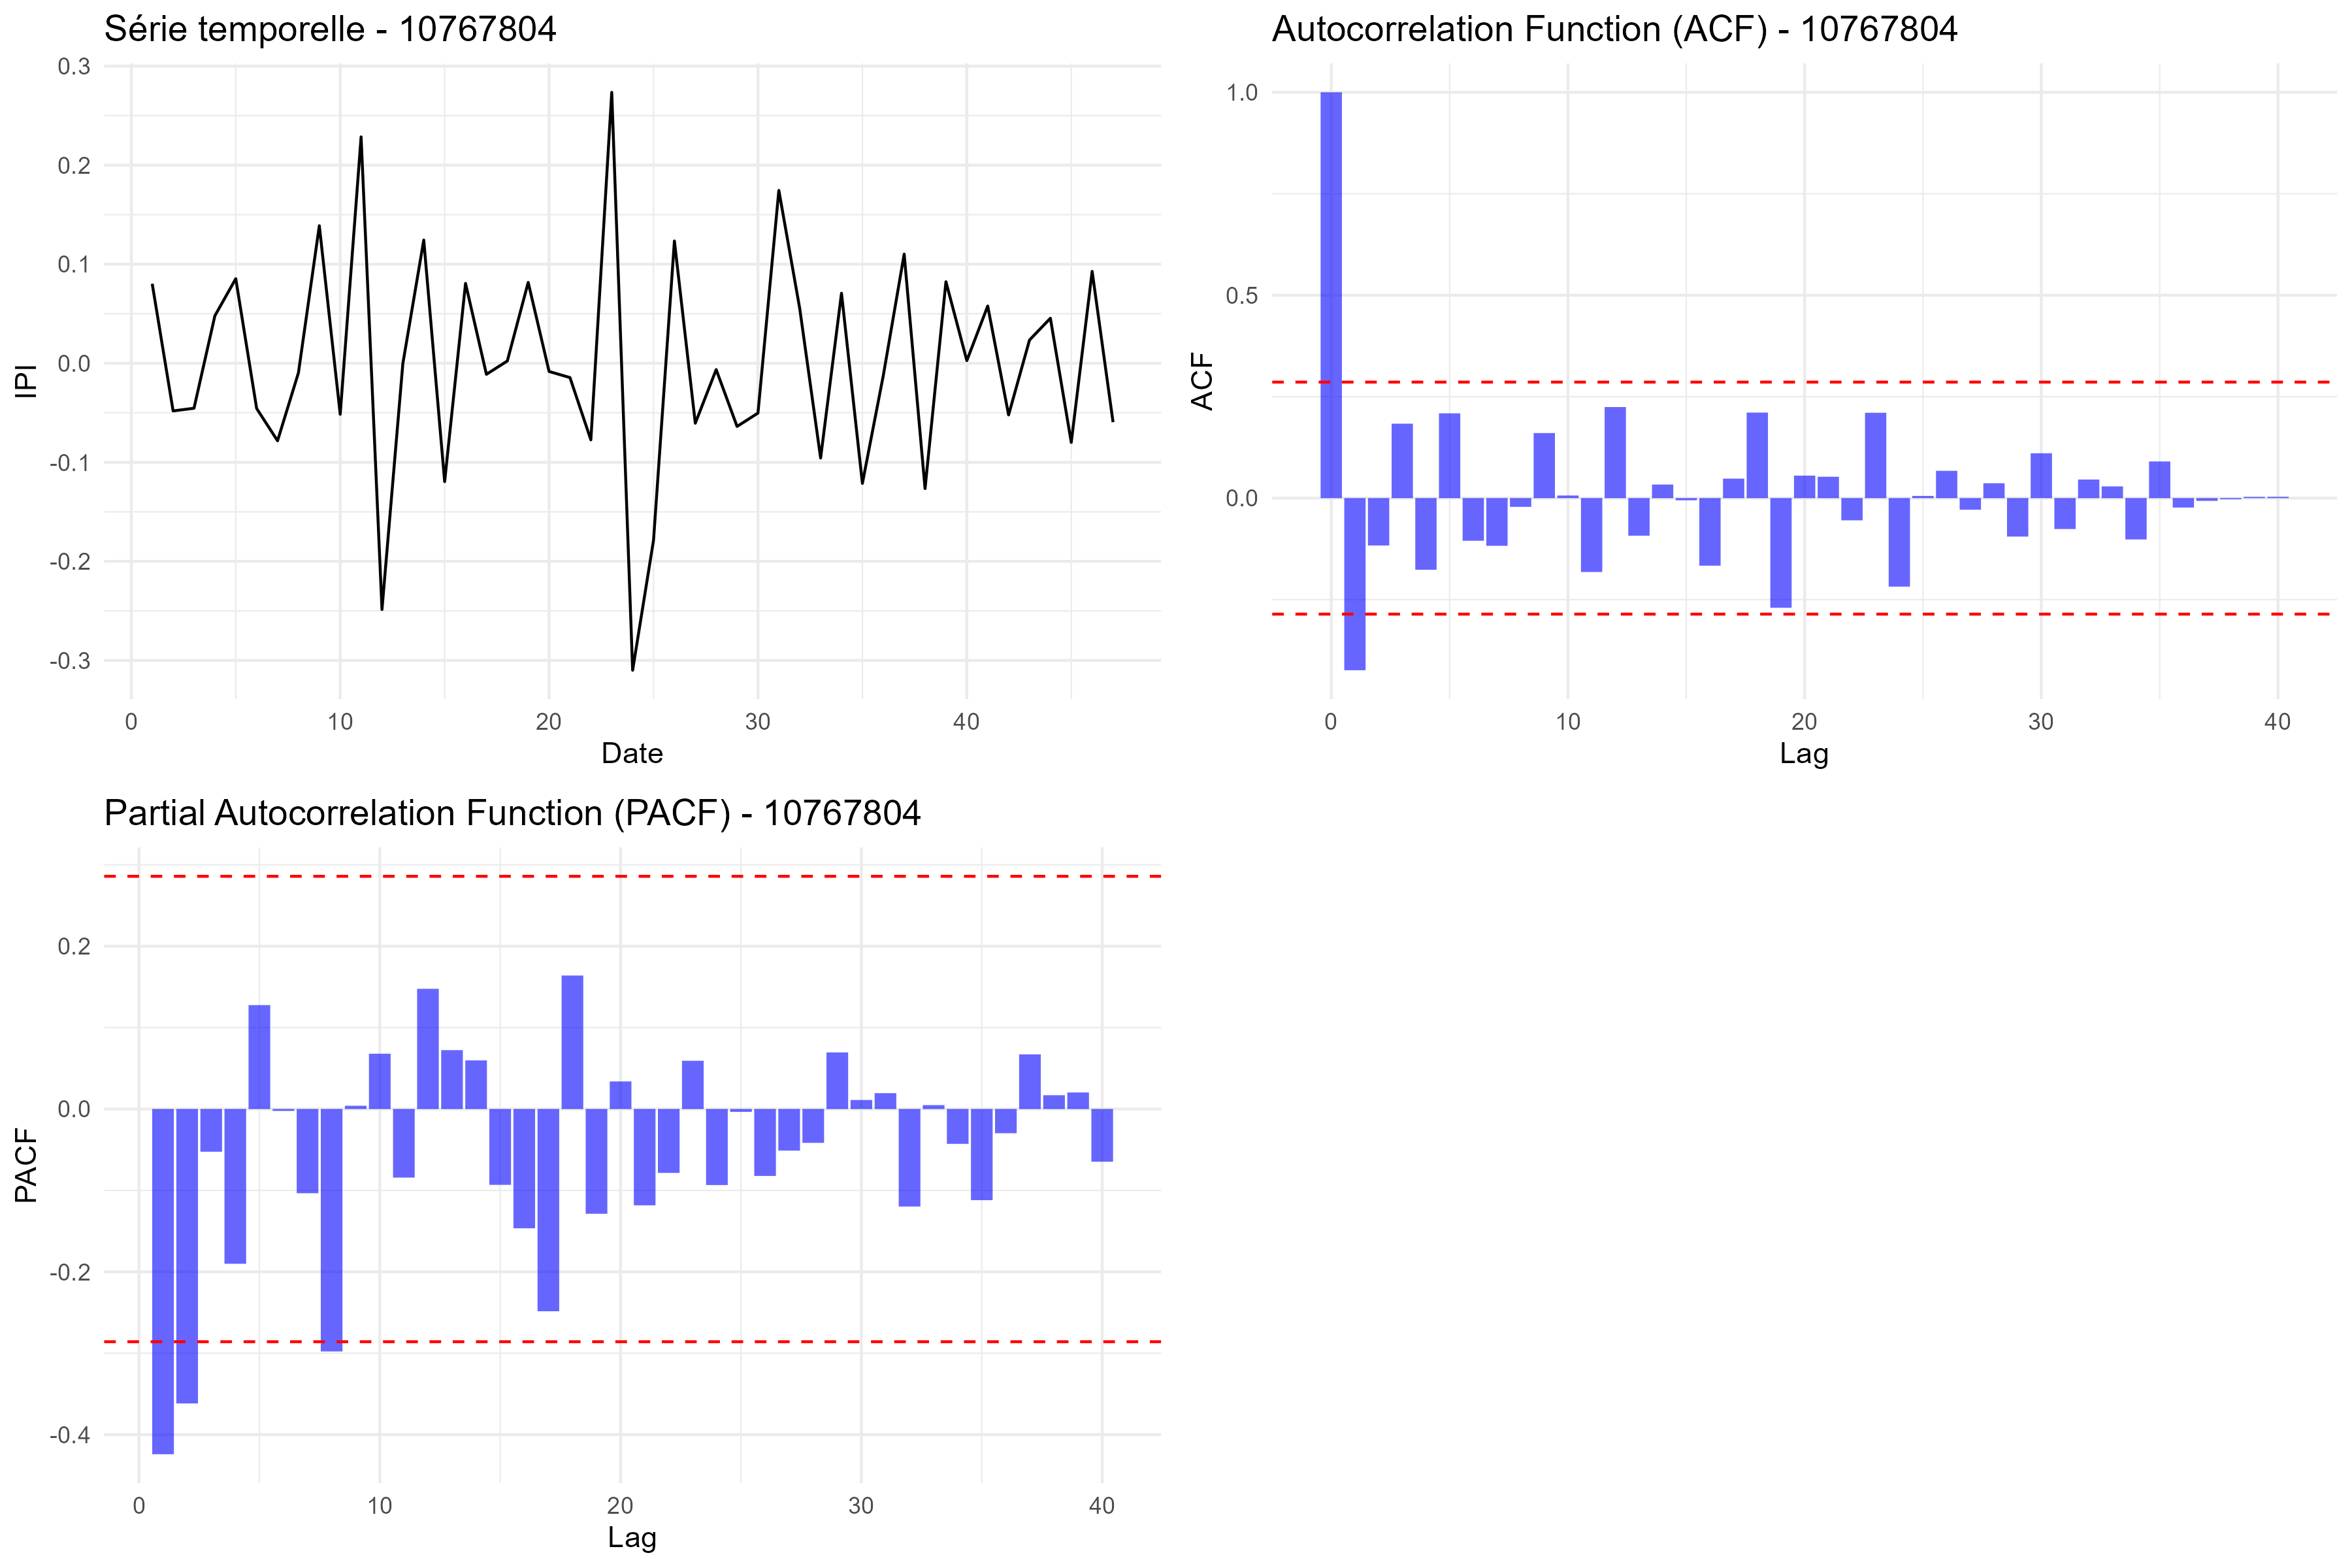 Série temporelle - 10767804
0.3
0.2
0.1
0.0
-0.1
-0.2
-0.3
IPI
0 10 20 30 40
Date
Autocorrelation Function (ACF) - 10767804
1.0
0.5
0.0
ACF
0 10 20 30 40
Lag
Partial Autocorrelation Function (PACF) - 10767804
0.2
0.0
-0.2
-0.4
PACF
0 10 20 30 40
Lag